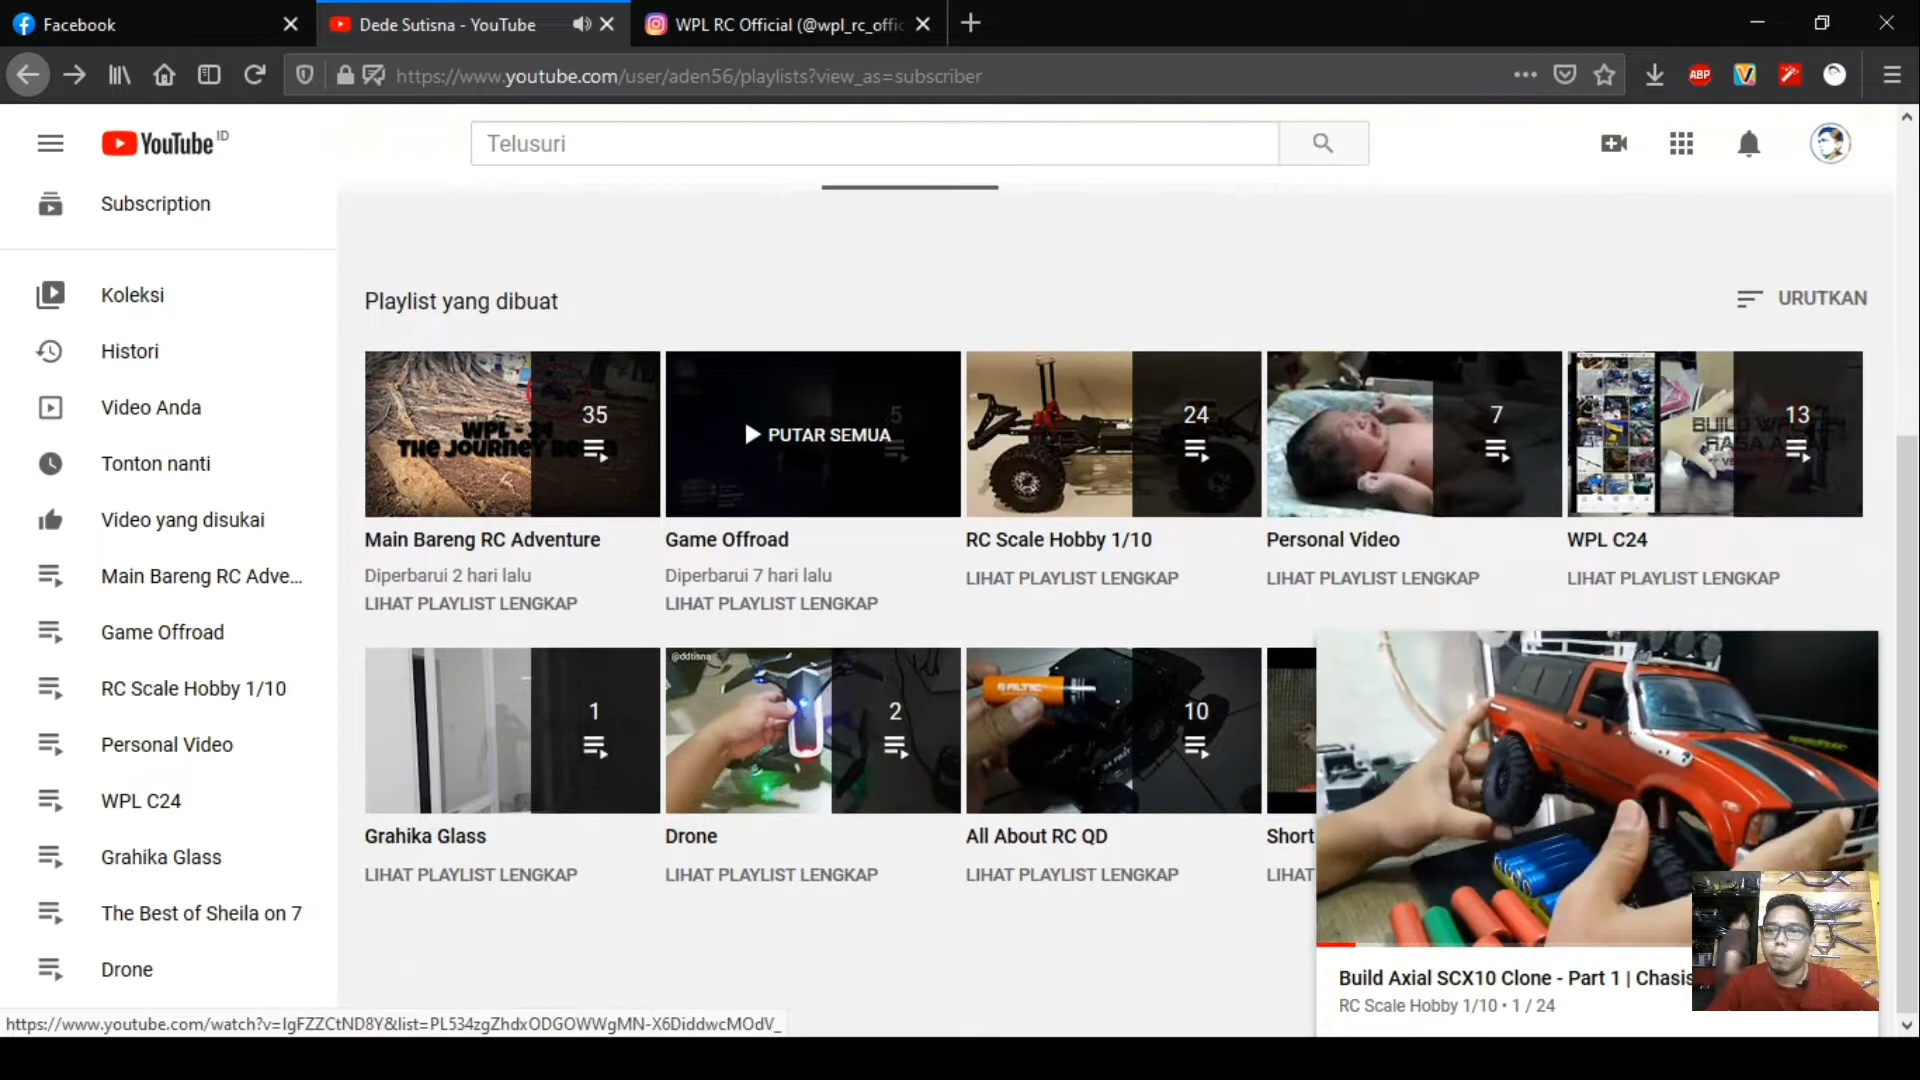 Facebook
Dede Sutisna - YouTube
WPL RC Official (@wpl_rc_offic
https://www.youtube.com/user/aden56/playlists?view_as=subscriber
ABP
YouTube ID
Telusuri
Subscription
Koleksi
Histori
Video Anda
Tonton nanti
Video yang disukai
Main Bareng RC Adve...
Game Offroad
RC Scale Hobby 1/10
Personal Video
WPL C24
Grahika Glass
The Best of Sheila on 7
Drone
Playlist yang dibuat
URUTKAN
35
PUTAR SEMUA
5
24
7
13
Main Bareng RC Adventure
Diperbarui 2 hari lalu
LIHAT PLAYLIST LENGKAP
Game Offroad
Diperbarui 7 hari lalu
LIHAT PLAYLIST LENGKAP
RC Scale Hobby 1/10
LIHAT PLAYLIST LENGKAP
Personal Video
LIHAT PLAYLIST LENGKAP
WPL C24
LIHAT PLAYLIST LENGKAP
@ddtisna
1
2
10
Grahika Glass
LIHAT PLAYLIST LENGKAP
Drone
LIHAT PLAYLIST LENGKAP
All About RC QD
LIHAT PLAYLIST LENGKAP
Short
LIHAT
Build Axial SCX10 Clone - Part 1 | Chasis
RC Scale Hobby 1/10 • 1 / 24
https://www.youtube.com/watch?v=IgFZZCtND8Y&list=PL534zgZhdxODGOWWgMN-X6DiddwcMOdV_